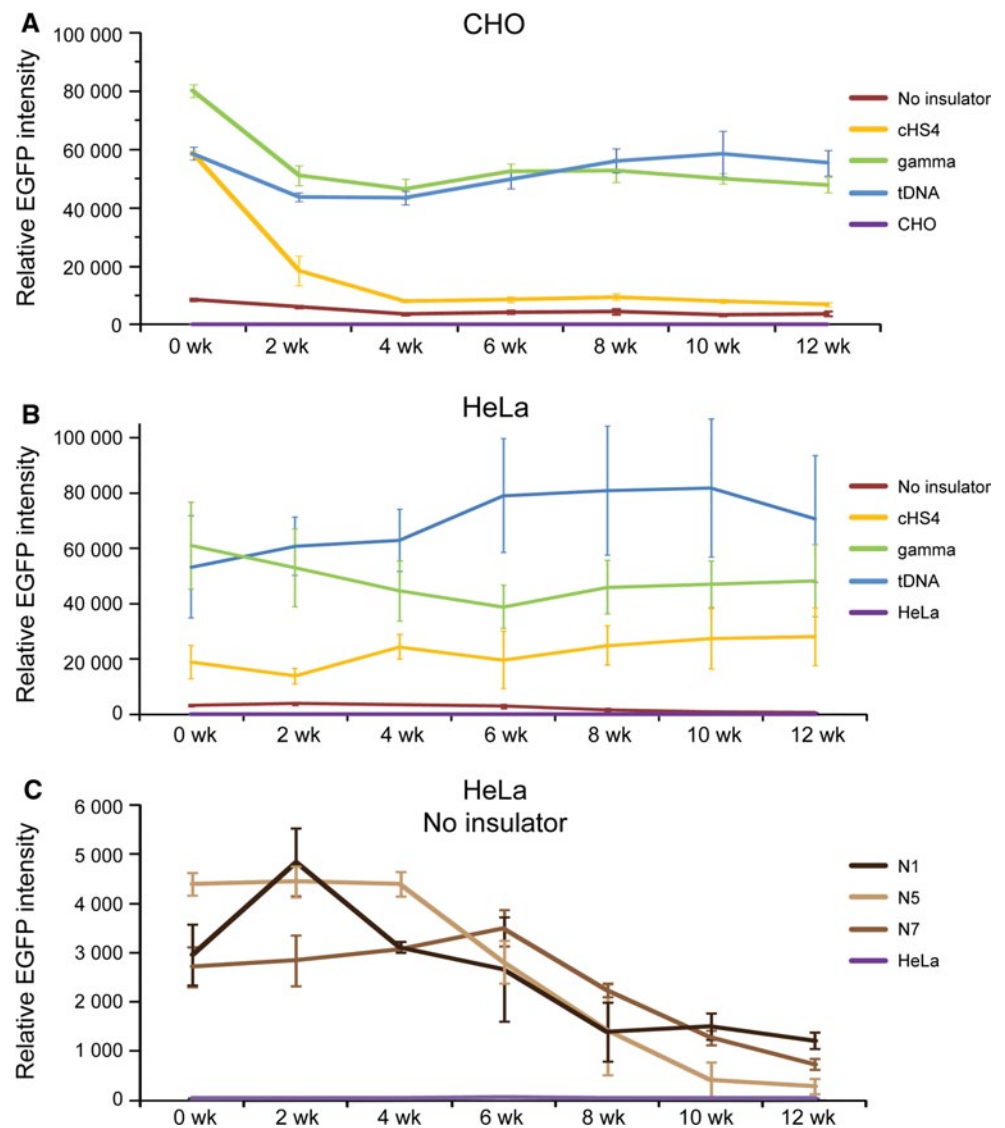 A
CHO
Relative EGFP intensity
100 000
80 000
60 000
40 000
20 000
0
0 wk
2 wk
4 wk
6 wk
8 wk
10 wk
12 wk
No insulator
cHS4
gamma
tDNA
CHO
B
HeLa
Relative EGFP intensity
100 000
80 000
60 000
40 000
20 000
0
0 wk
2 wk
4 wk
6 wk
8 wk
10 wk
12 wk
No insulator
cHS4
gamma
tDNA
HeLa
C
HeLa
No insulator
Relative EGFP intensity
6 000
5 000
4 000
3 000
2 000
1 000
0
0 wk
2 wk
4 wk
6 wk
8 wk
10 wk
12 wk
N1
N5
N7
HeLa